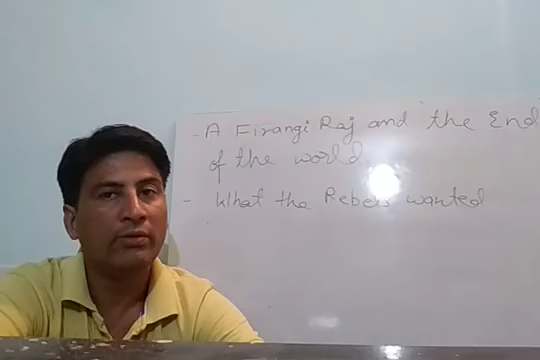 - A Firangi Raj and the End
of the world
- What the Rebels wanted